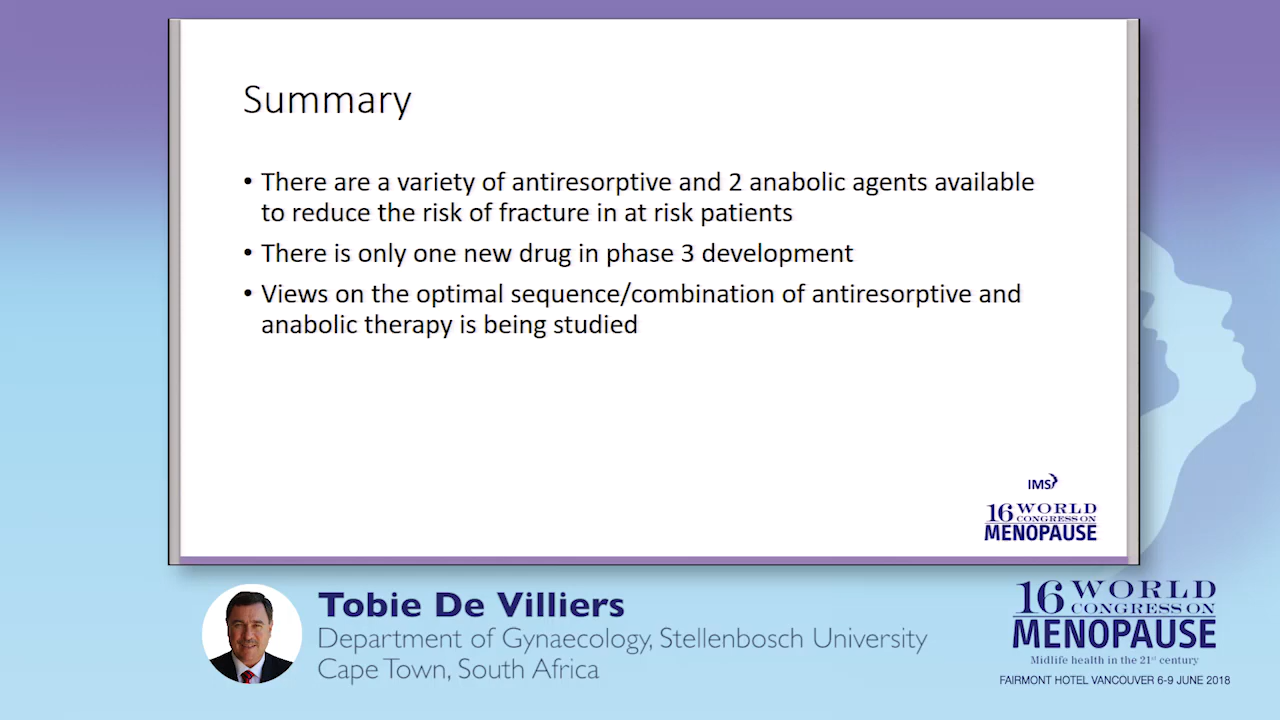 Summary
• There are a variety of antiresorptive and 2 anabolic agents available
to reduce the risk of fracture in at risk patients
• There is only one new drug in phase 3 development
• Views on the optimal sequence/combination of antiresorptive and
anabolic therapy is being studied
IMS
16 WORLD
CONGRESS ON
MENOPAUSE
Tobie De Villiers
Department of Gynaecology, Stellenbosch University
Cape Town, South Africa
16 WORLD
CONGRESS ON
MENOPAUSE
Midlife health in the 21st century
FAIRMONT HOTEL VANCOUVER 6-9 JUNE 2018